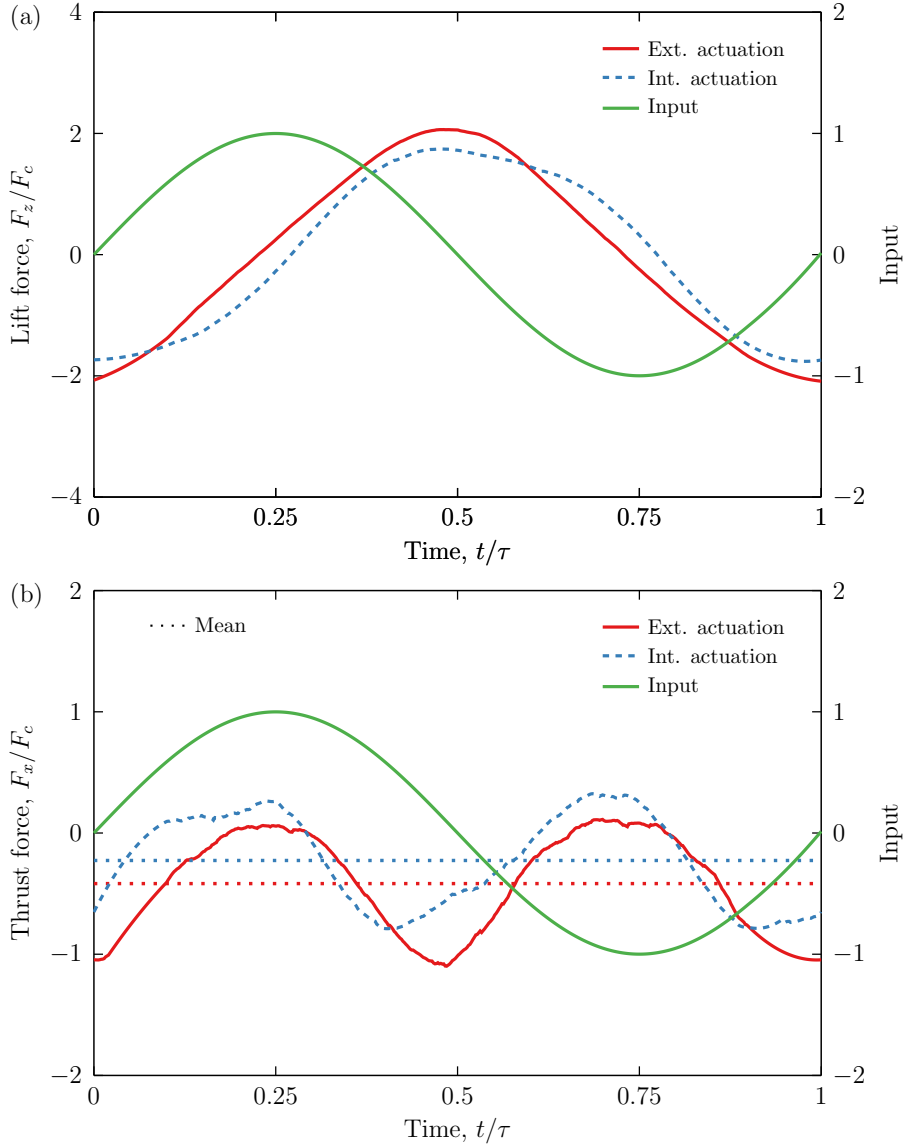 (a)
Ext. actuation
Int. actuation
Input
4
2
0
−2
−4
2
1
0
−1
−2
Lift force, F_z/F_c
Input
0
0.25
0.5
0.75
1
Time, t/τ
(b)
Mean
Ext. actuation
Int. actuation
Input
2
1
0
−1
−2
2
1
0
−1
−2
Thrust force, F_x/F_c
Input
0
0.25
0.5
0.75
1
Time, t/τ